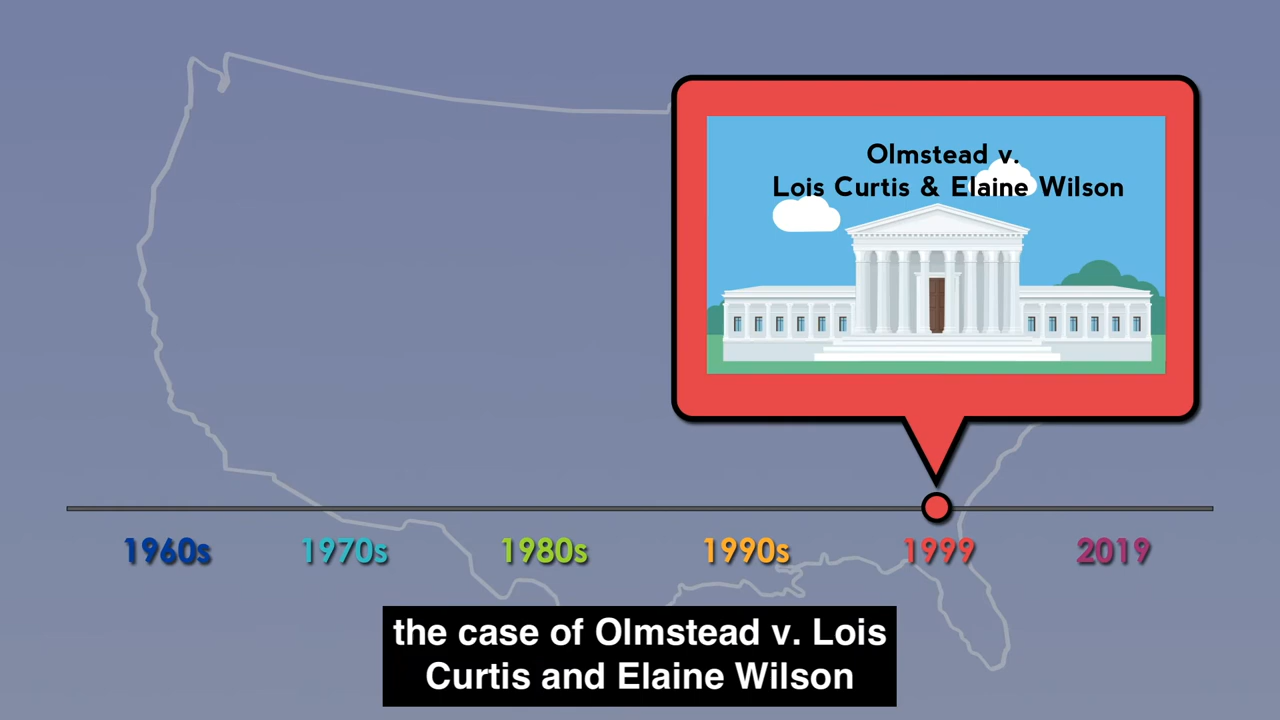 Olmstead v.
Lois Curtis & Elaine Wilson
1960s 1970s 1980s 1990s 1999 2019
the case of Olmstead v. Lois
Curtis and Elaine Wilson